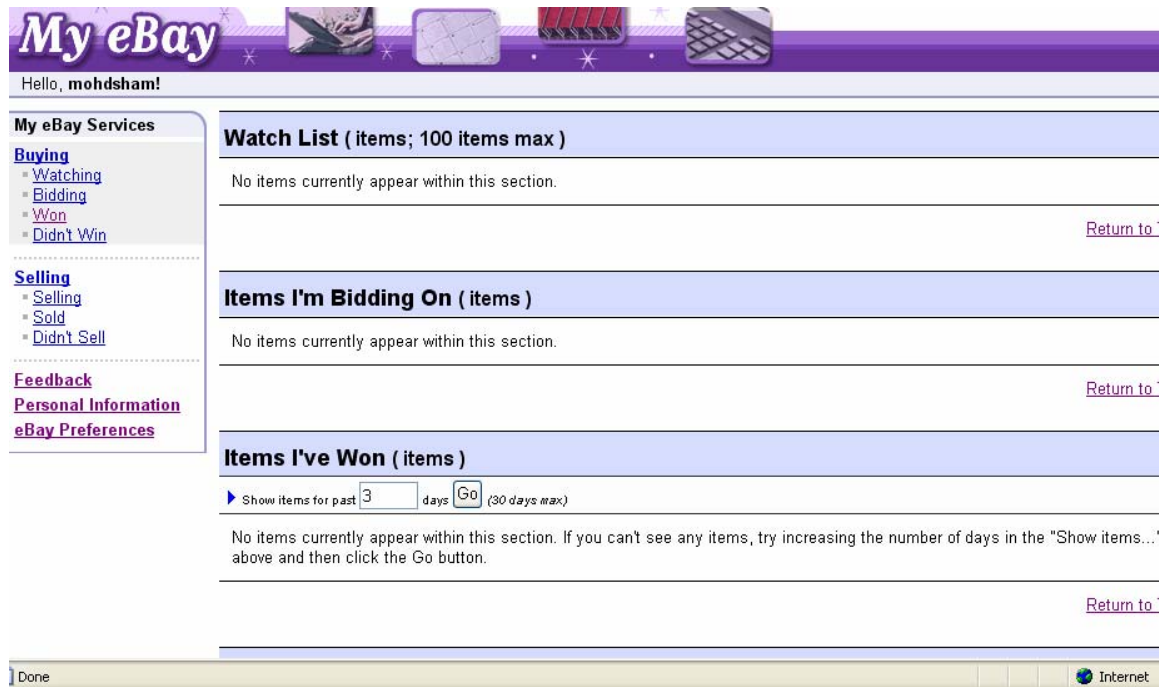 My eBay
Hello, mohdsham!
My eBay Services
Buying
Watching
Bidding
Won
Didn't Win
Selling
Selling
Sold
Didn't Sell
Feedback
Personal Information
eBay Preferences
Watch List ( items; 100 items max )
No items currently appear within this section.
Return to
Items I'm Bidding On ( items )
No items currently appear within this section.
Return to
Items I've Won ( items )
Show items for past 3 days Go (30 days max)
No items currently appear within this section. If you can't see any items, try increasing the number of days in the "Show items..."
above and then click the Go button.
Return to
Done
Internet